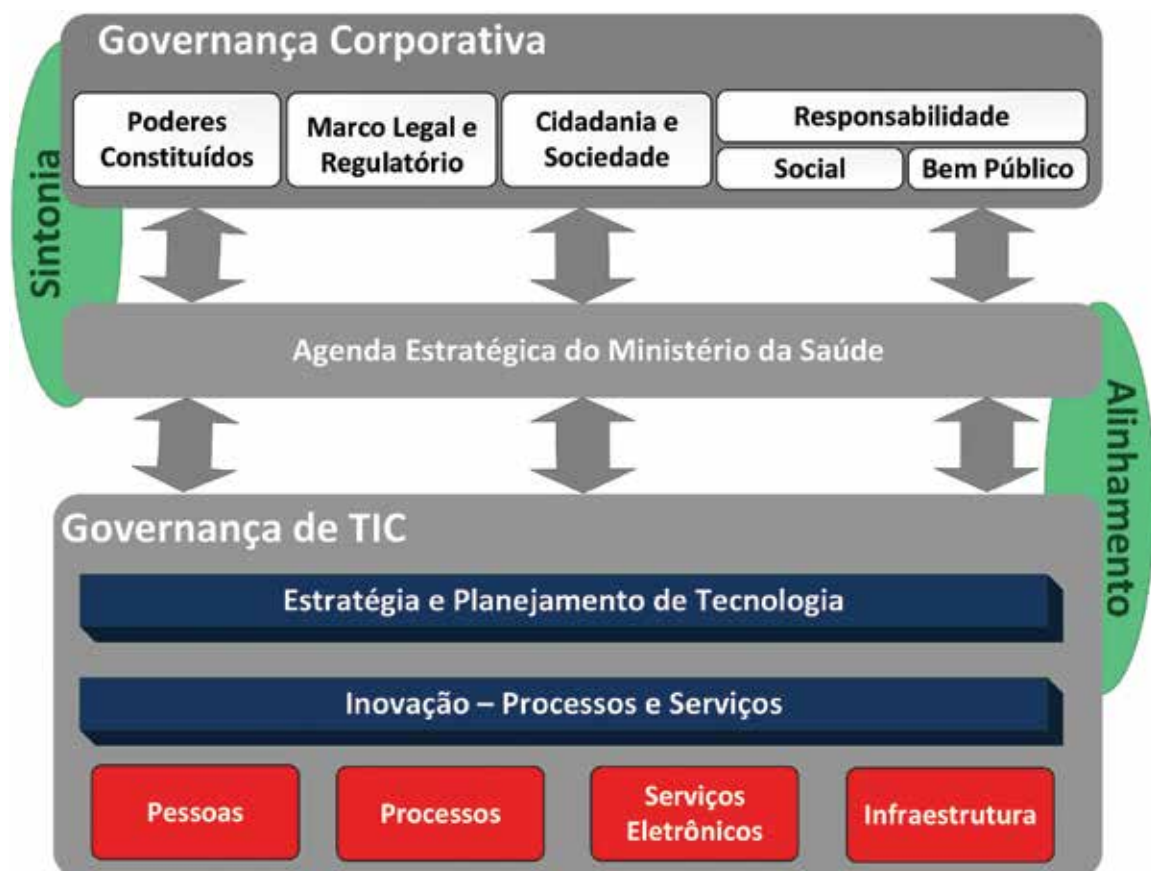 Governança Corporativa
Poderes
Constituídos
Marco Legal e
Regulatório
Cidadania e
Sociedade
Responsabilidade
Social
Bem Público
Sintonia
Agenda Estratégica do Ministério da Saúde
Alinhamento
Governança de TIC
Estratégia e Planejamento de Tecnologia
Inovação – Processos e Serviços
Pessoas
Processos
Serviços
Eletrônicos
Infraestrutura